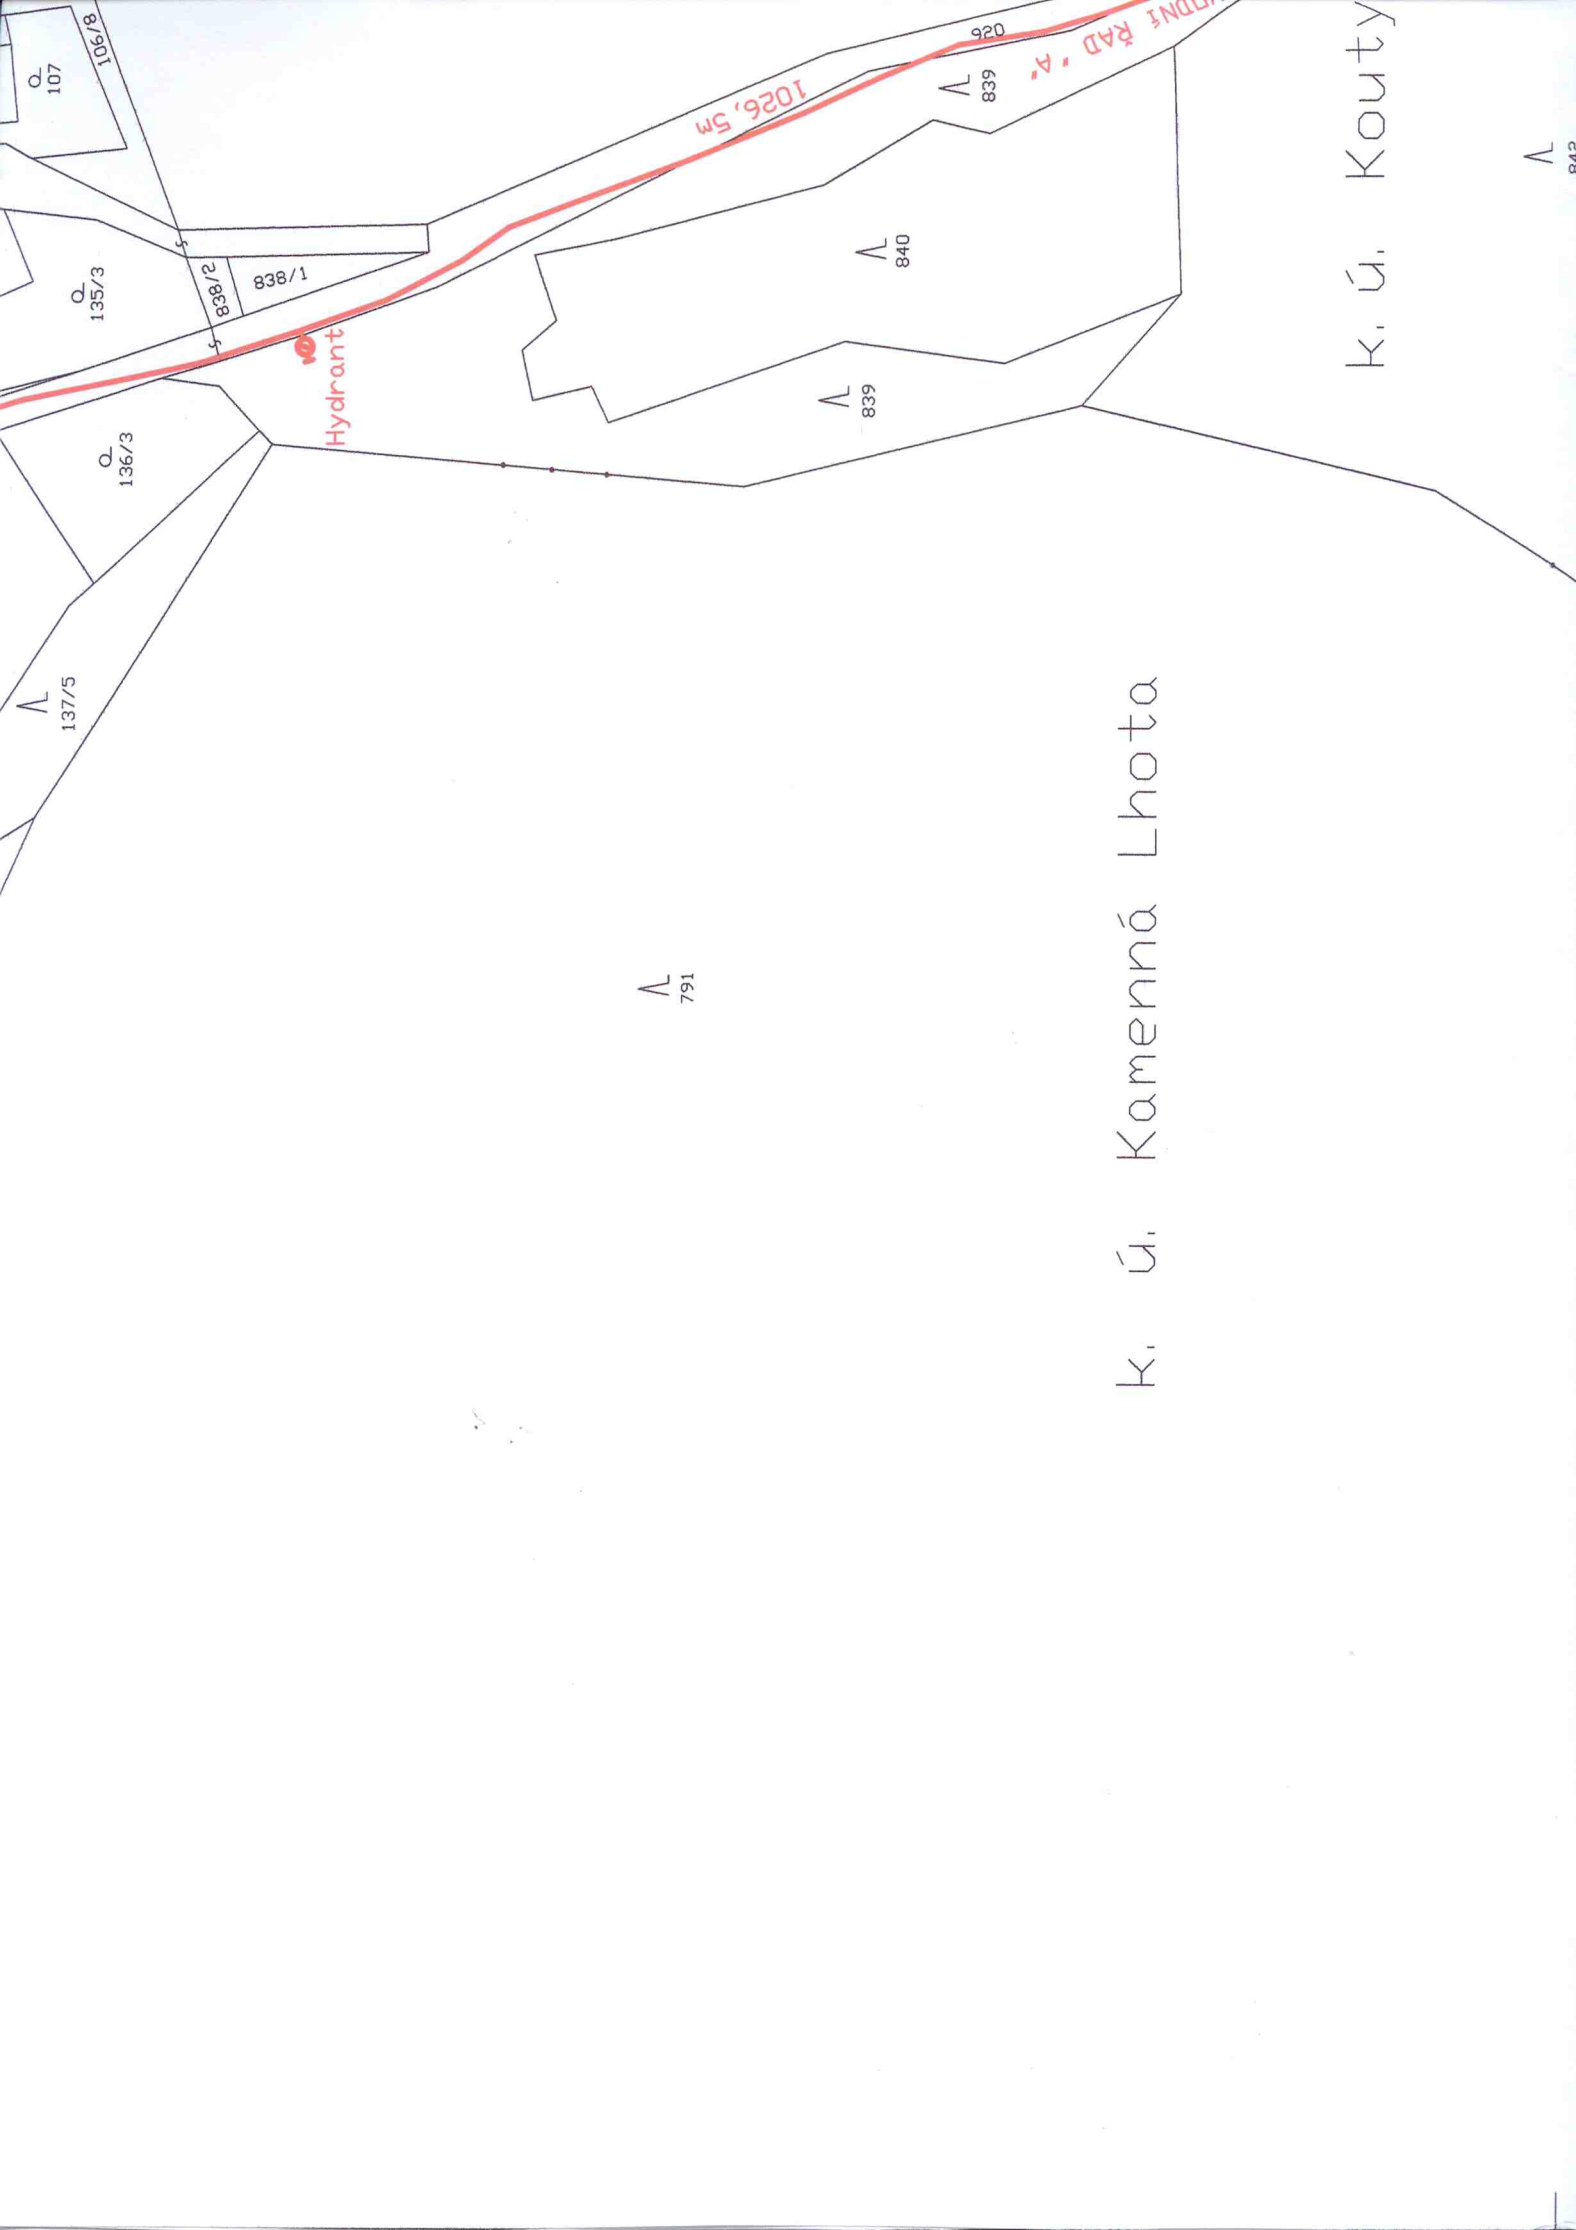 107
106/8
135/3
838/2
838/1
136/3
137/5
Hydrant
1026,5m
920
839
ŘAD "A"
840
839
791
k. ú. Kamenná Lhota
k. ú. Kouty